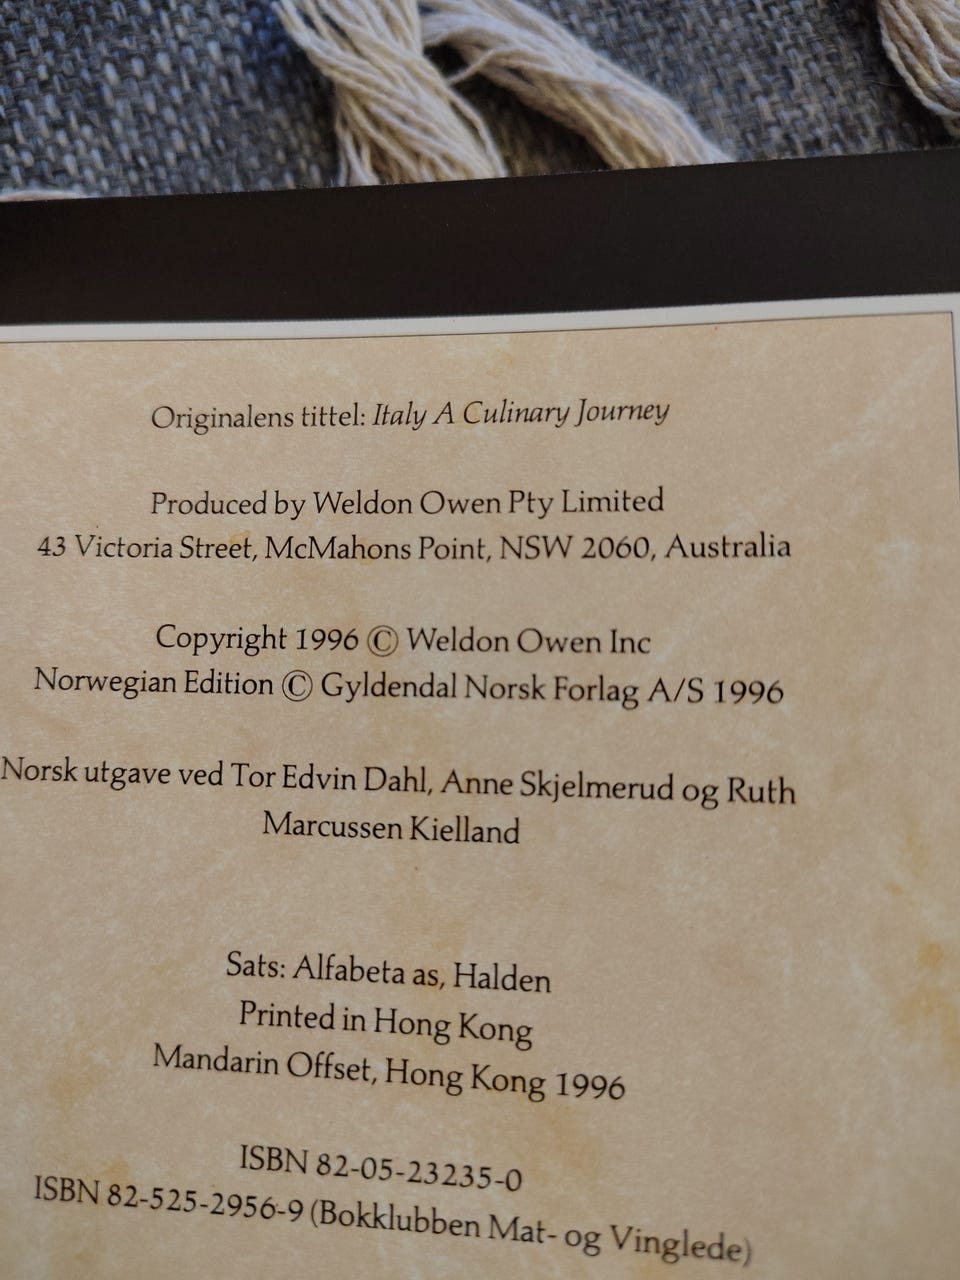 Originalens tittel: Italy A Culinary Journey
Produced by Weldon Owen Pty Limited
43 Victoria Street, McMahons Point, NSW 2060, Australia
Copyright 1996 © Weldon Owen Inc
Norwegian Edition © Gyldendal Norsk Forlag A/S 1996
Norsk utgave ved Tor Edvin Dahl, Anne Skjelmerud og Ruth
Marcussen Kielland
Sats: Alfabeta as, Halden
Printed in Hong Kong
Mandarin Offset, Hong Kong 1996
ISBN 82-05-23235-0
ISBN 82-525-2956-9 (Bokklubben Mat- og Vinglede)